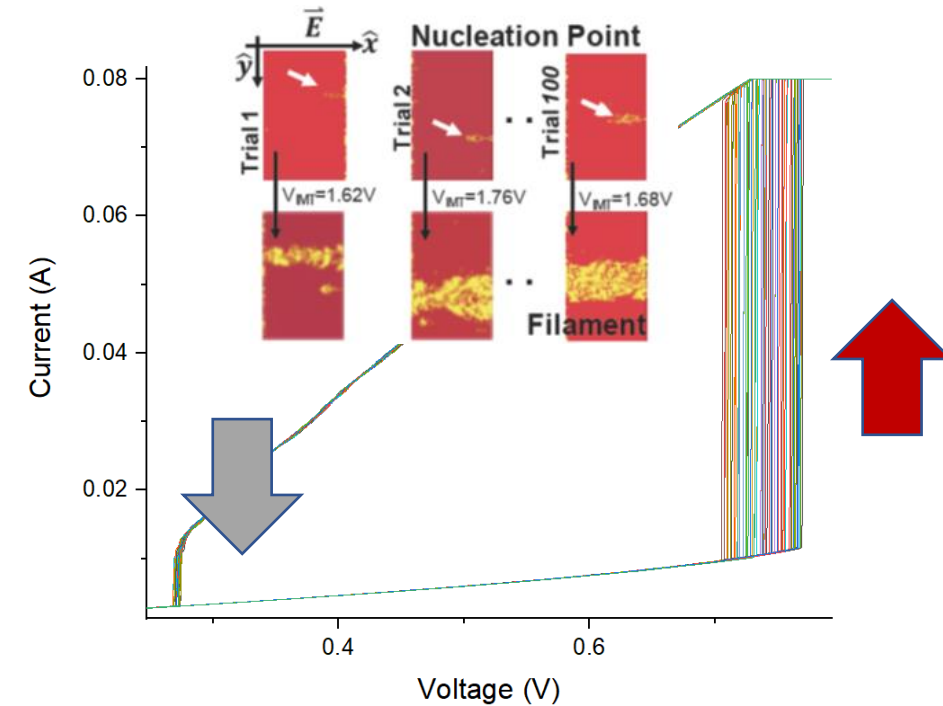 E
x̂
ŷ
Nucleation Point
Trial 1
Trial 2
. .
Trial 100
V_IMT=1.62V
V_IMT=1.76V
V_IMT=1.68V
. .
Filament
0.08
0.06
0.04
0.02
Current (A)
0.4
0.6
Voltage (V)